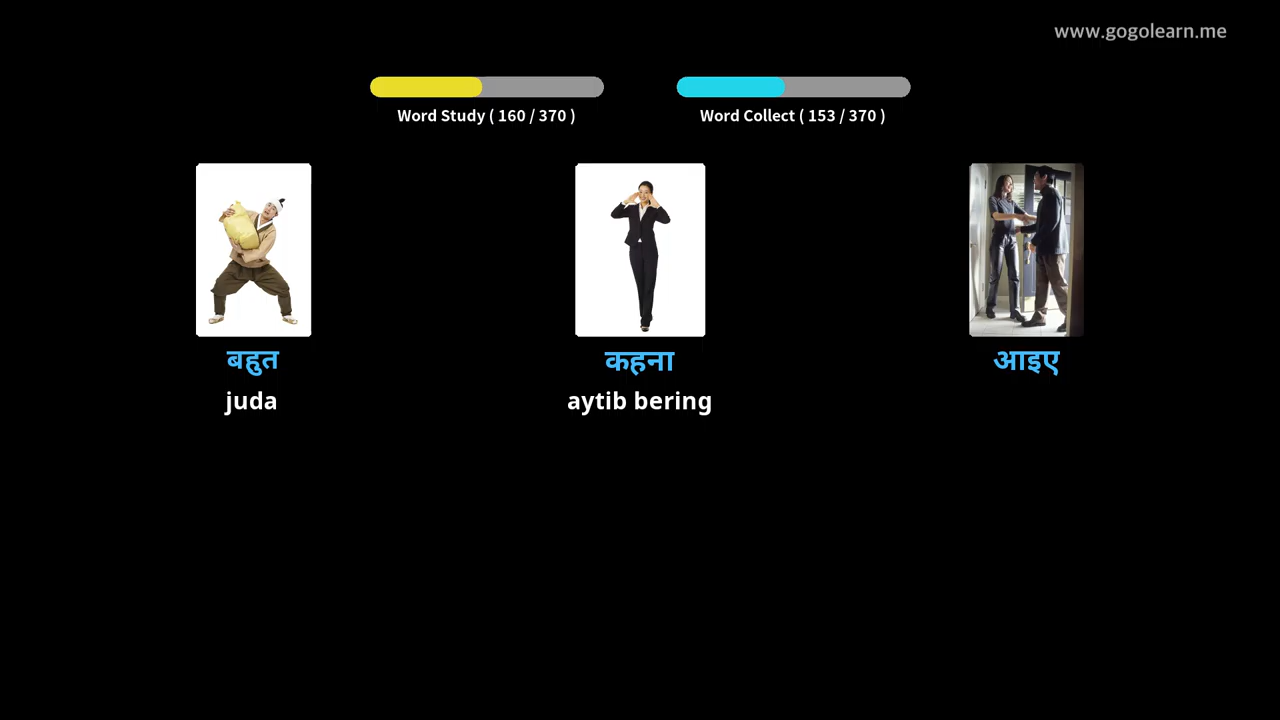 www.gogolearn.me
Word Study ( 160 / 370 )
Word Collect ( 153 / 370 )
बहुत
कहना
आइए
juda
aytib bering